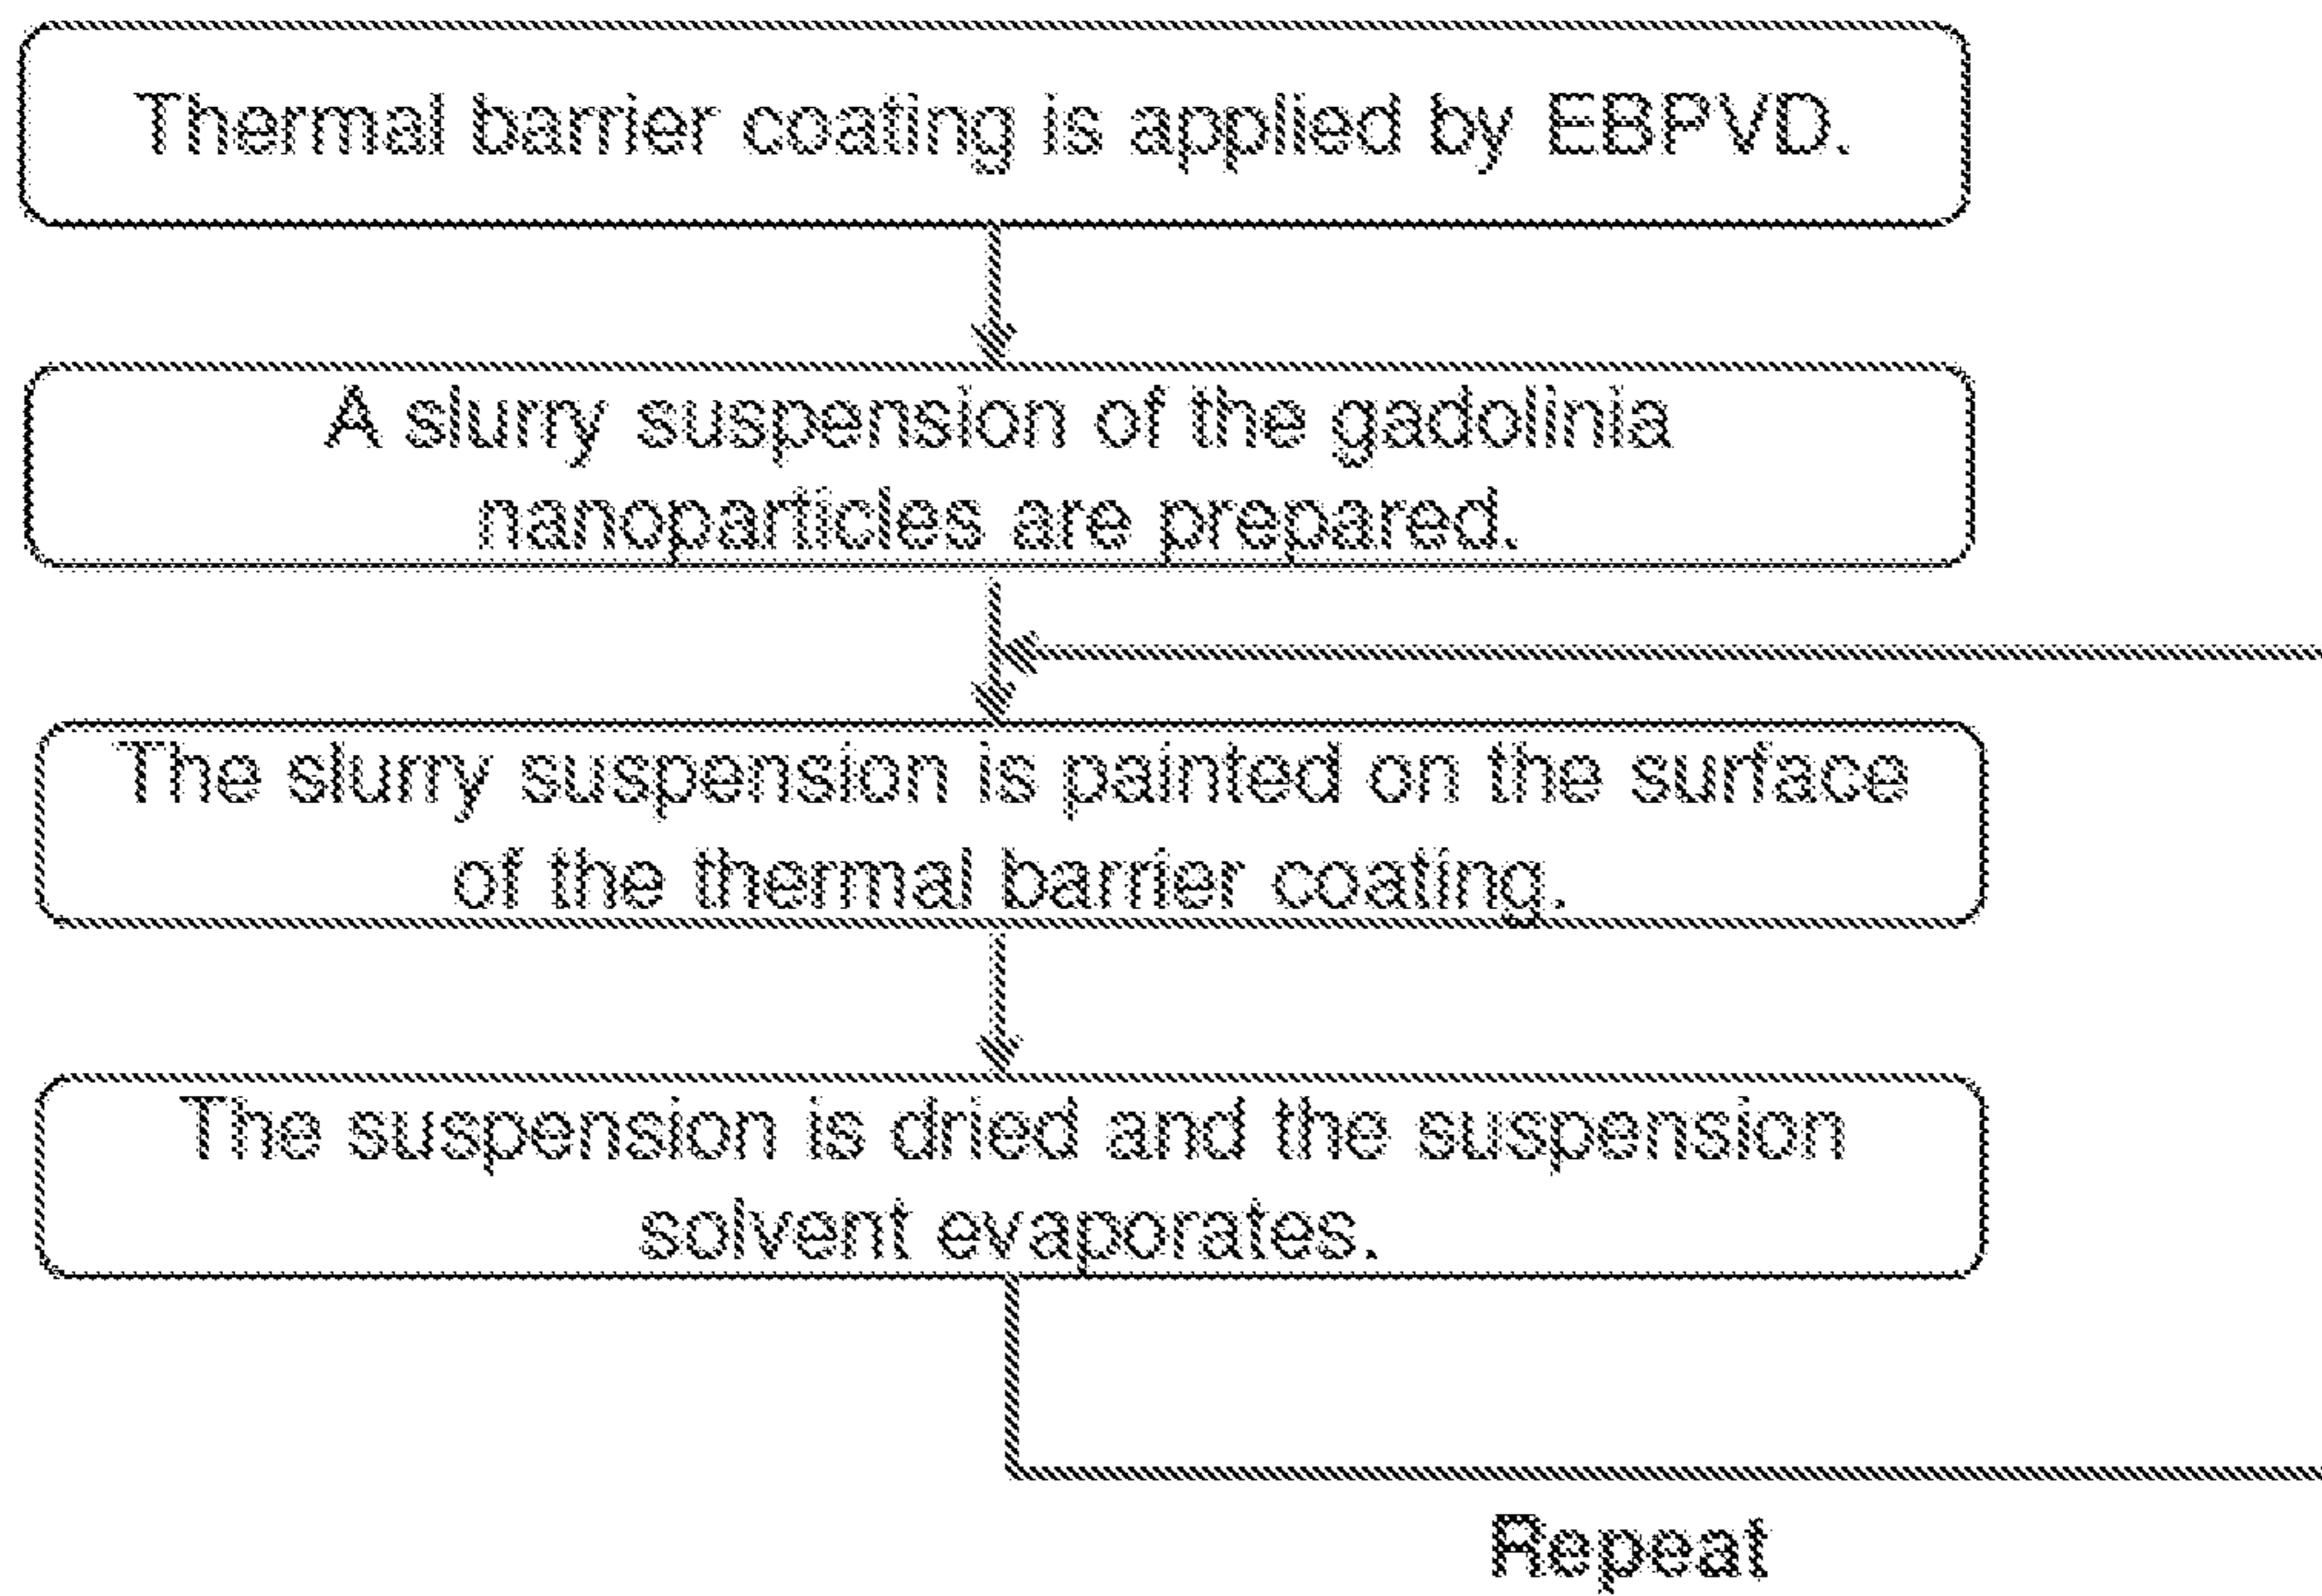 Thermal barrier coating is applied by EBPVD.
A slurry suspension of the gadolinia
nanoparticles are prepared.
The slurry suspension is painted on the surface
of the thermal barrier coating.
The suspension is dried and the suspension
solvent evaporates.
Repeat